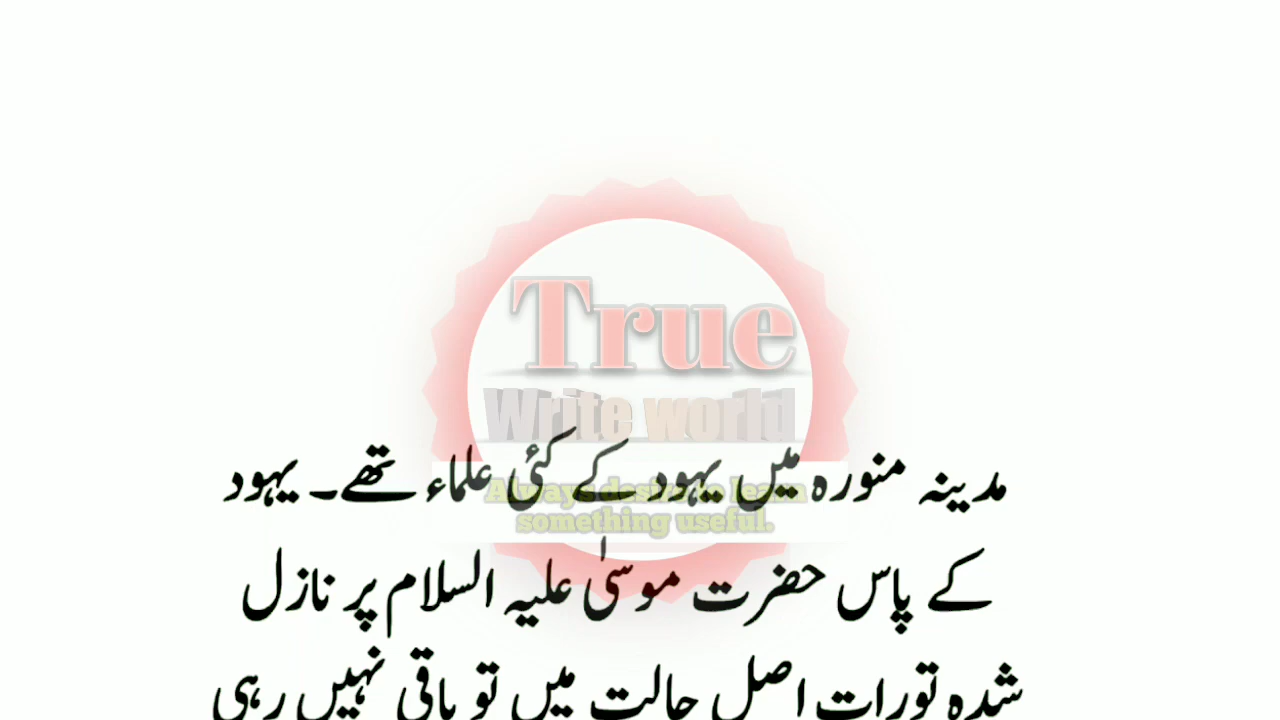 True
Write world
مدینہ منورہ میں یہود کے کئی علماء تھے۔ یہود
Always desire to learn
something useful.
کے پاس حضرت موسیٰ علیہ السلام پر نازل
شدہ تورات اصل حالت میں تو باقی نہیں رہی